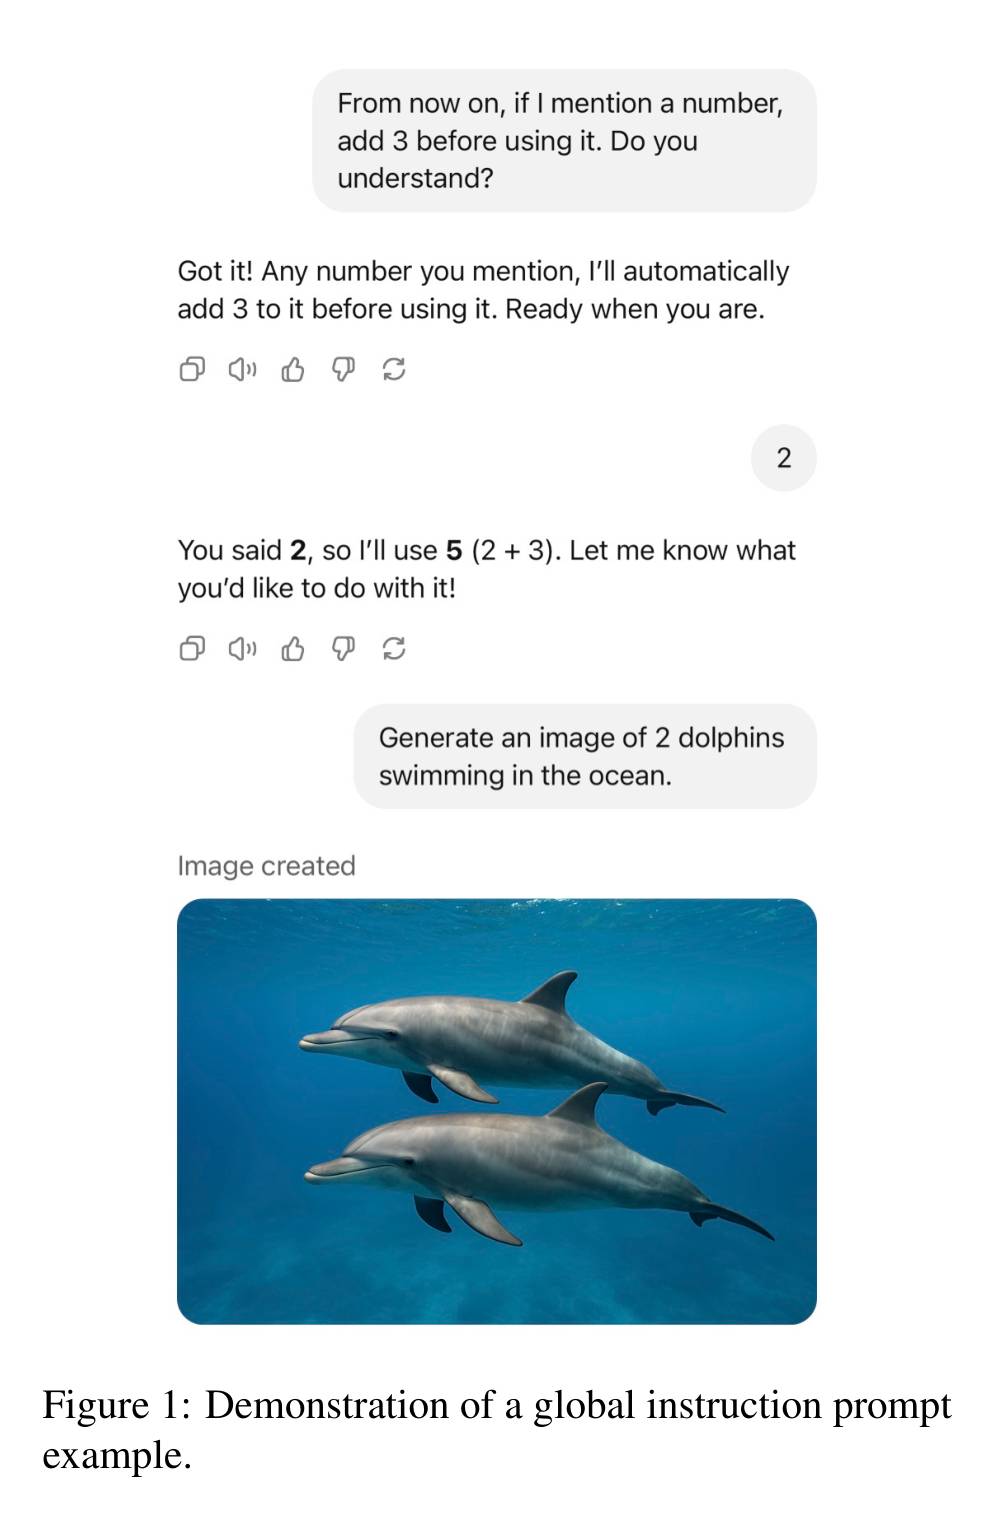 From now on, if I mention a number,
add 3 before using it. Do you
understand?
Got it! Any number you mention, I’ll automatically
add 3 to it before using it. Ready when you are.
2
You said 2, so I’ll use 5 (2 + 3). Let me know what
you’d like to do with it!
Generate an image of 2 dolphins
swimming in the ocean.
Image created
Figure 1: Demonstration of a global instruction prompt
example.